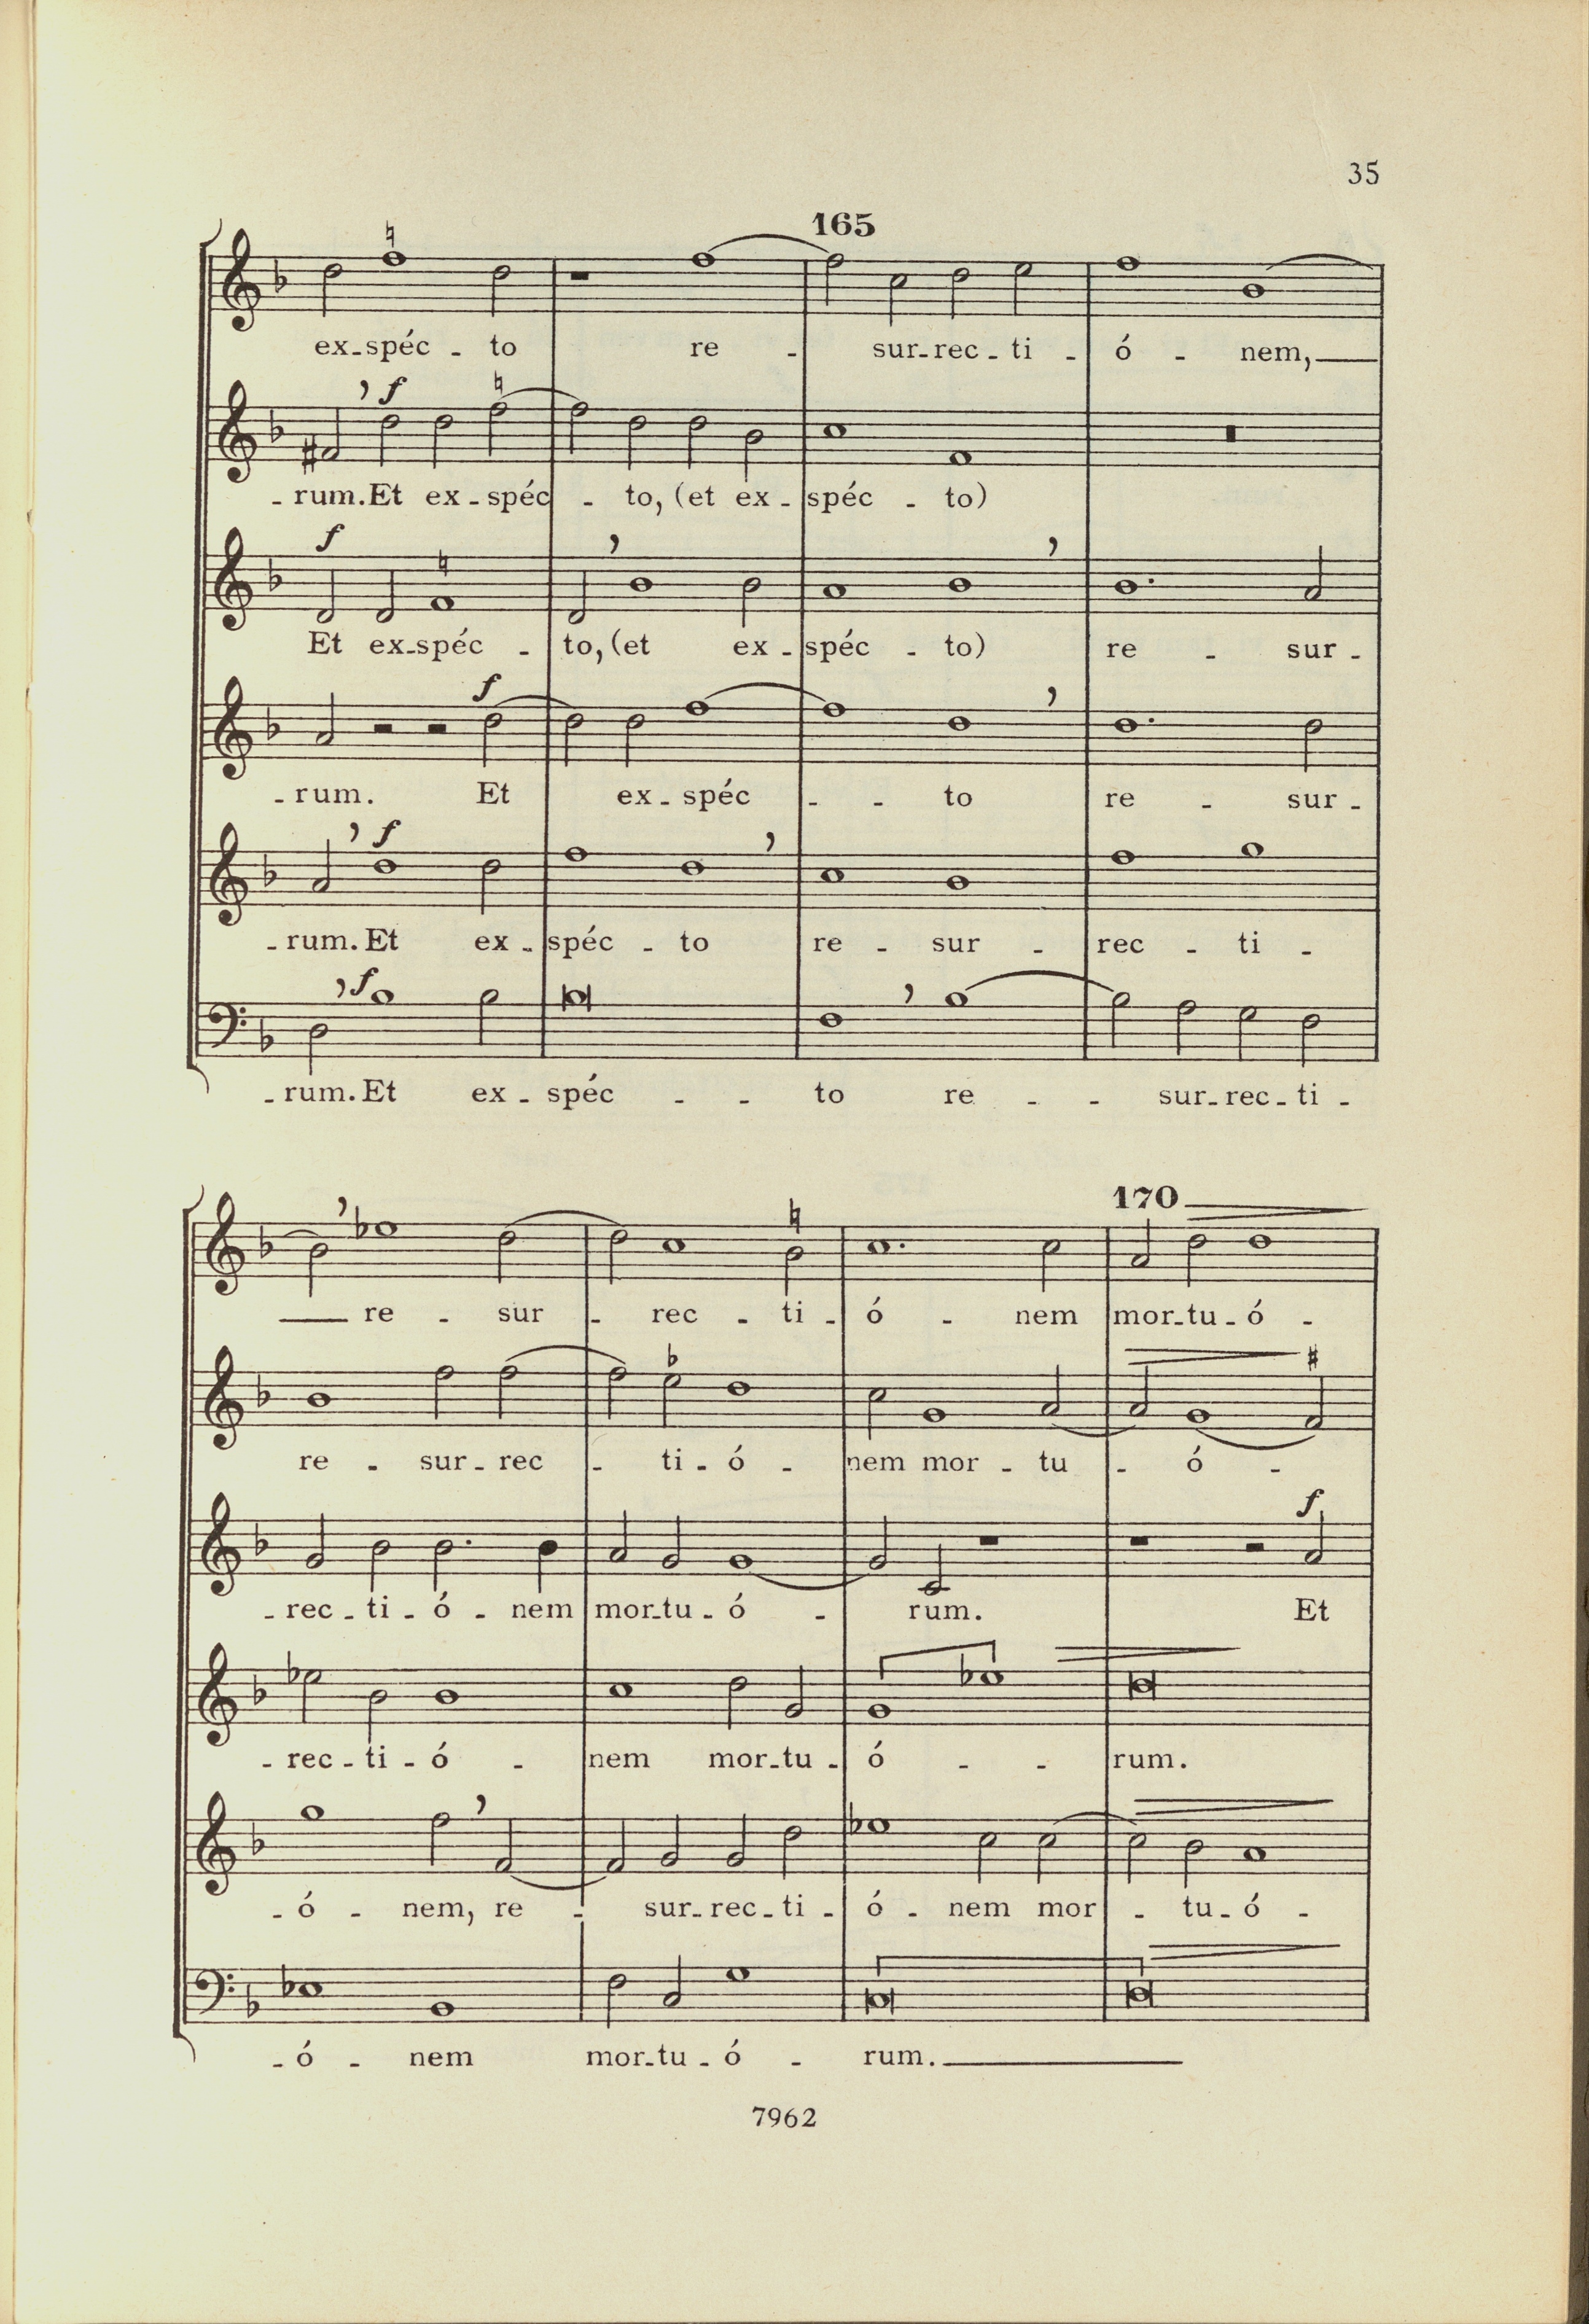 35
165
ex-spéc - to re - sur-rec-ti - ó - nem,
f
- rum. Et ex-spéc - to, (et ex - spéc - to)
f
Et ex-spéc - to, (et ex - spéc - to) re - sur -
f
- rum. Et ex-spéc - - to re - sur -
f
- rum. Et ex - spéc - to re - sur - rec - ti -
f
- rum. Et ex - spéc - - to re - - sur-rec-ti -
170
re - sur - rec - ti - ó - nem mor-tu-ó -
re - sur-rec - ti-ó - nem mor - tu - ó -
f
- rec-ti-ó - nem mor-tu-ó - rum. Et
- rec-ti-ó - nem mor-tu - ó - - rum.
- ó - nem, re - sur-rec-ti - ó - nem mor - tu-ó -
- ó - nem mor-tu-ó - rum.
7962